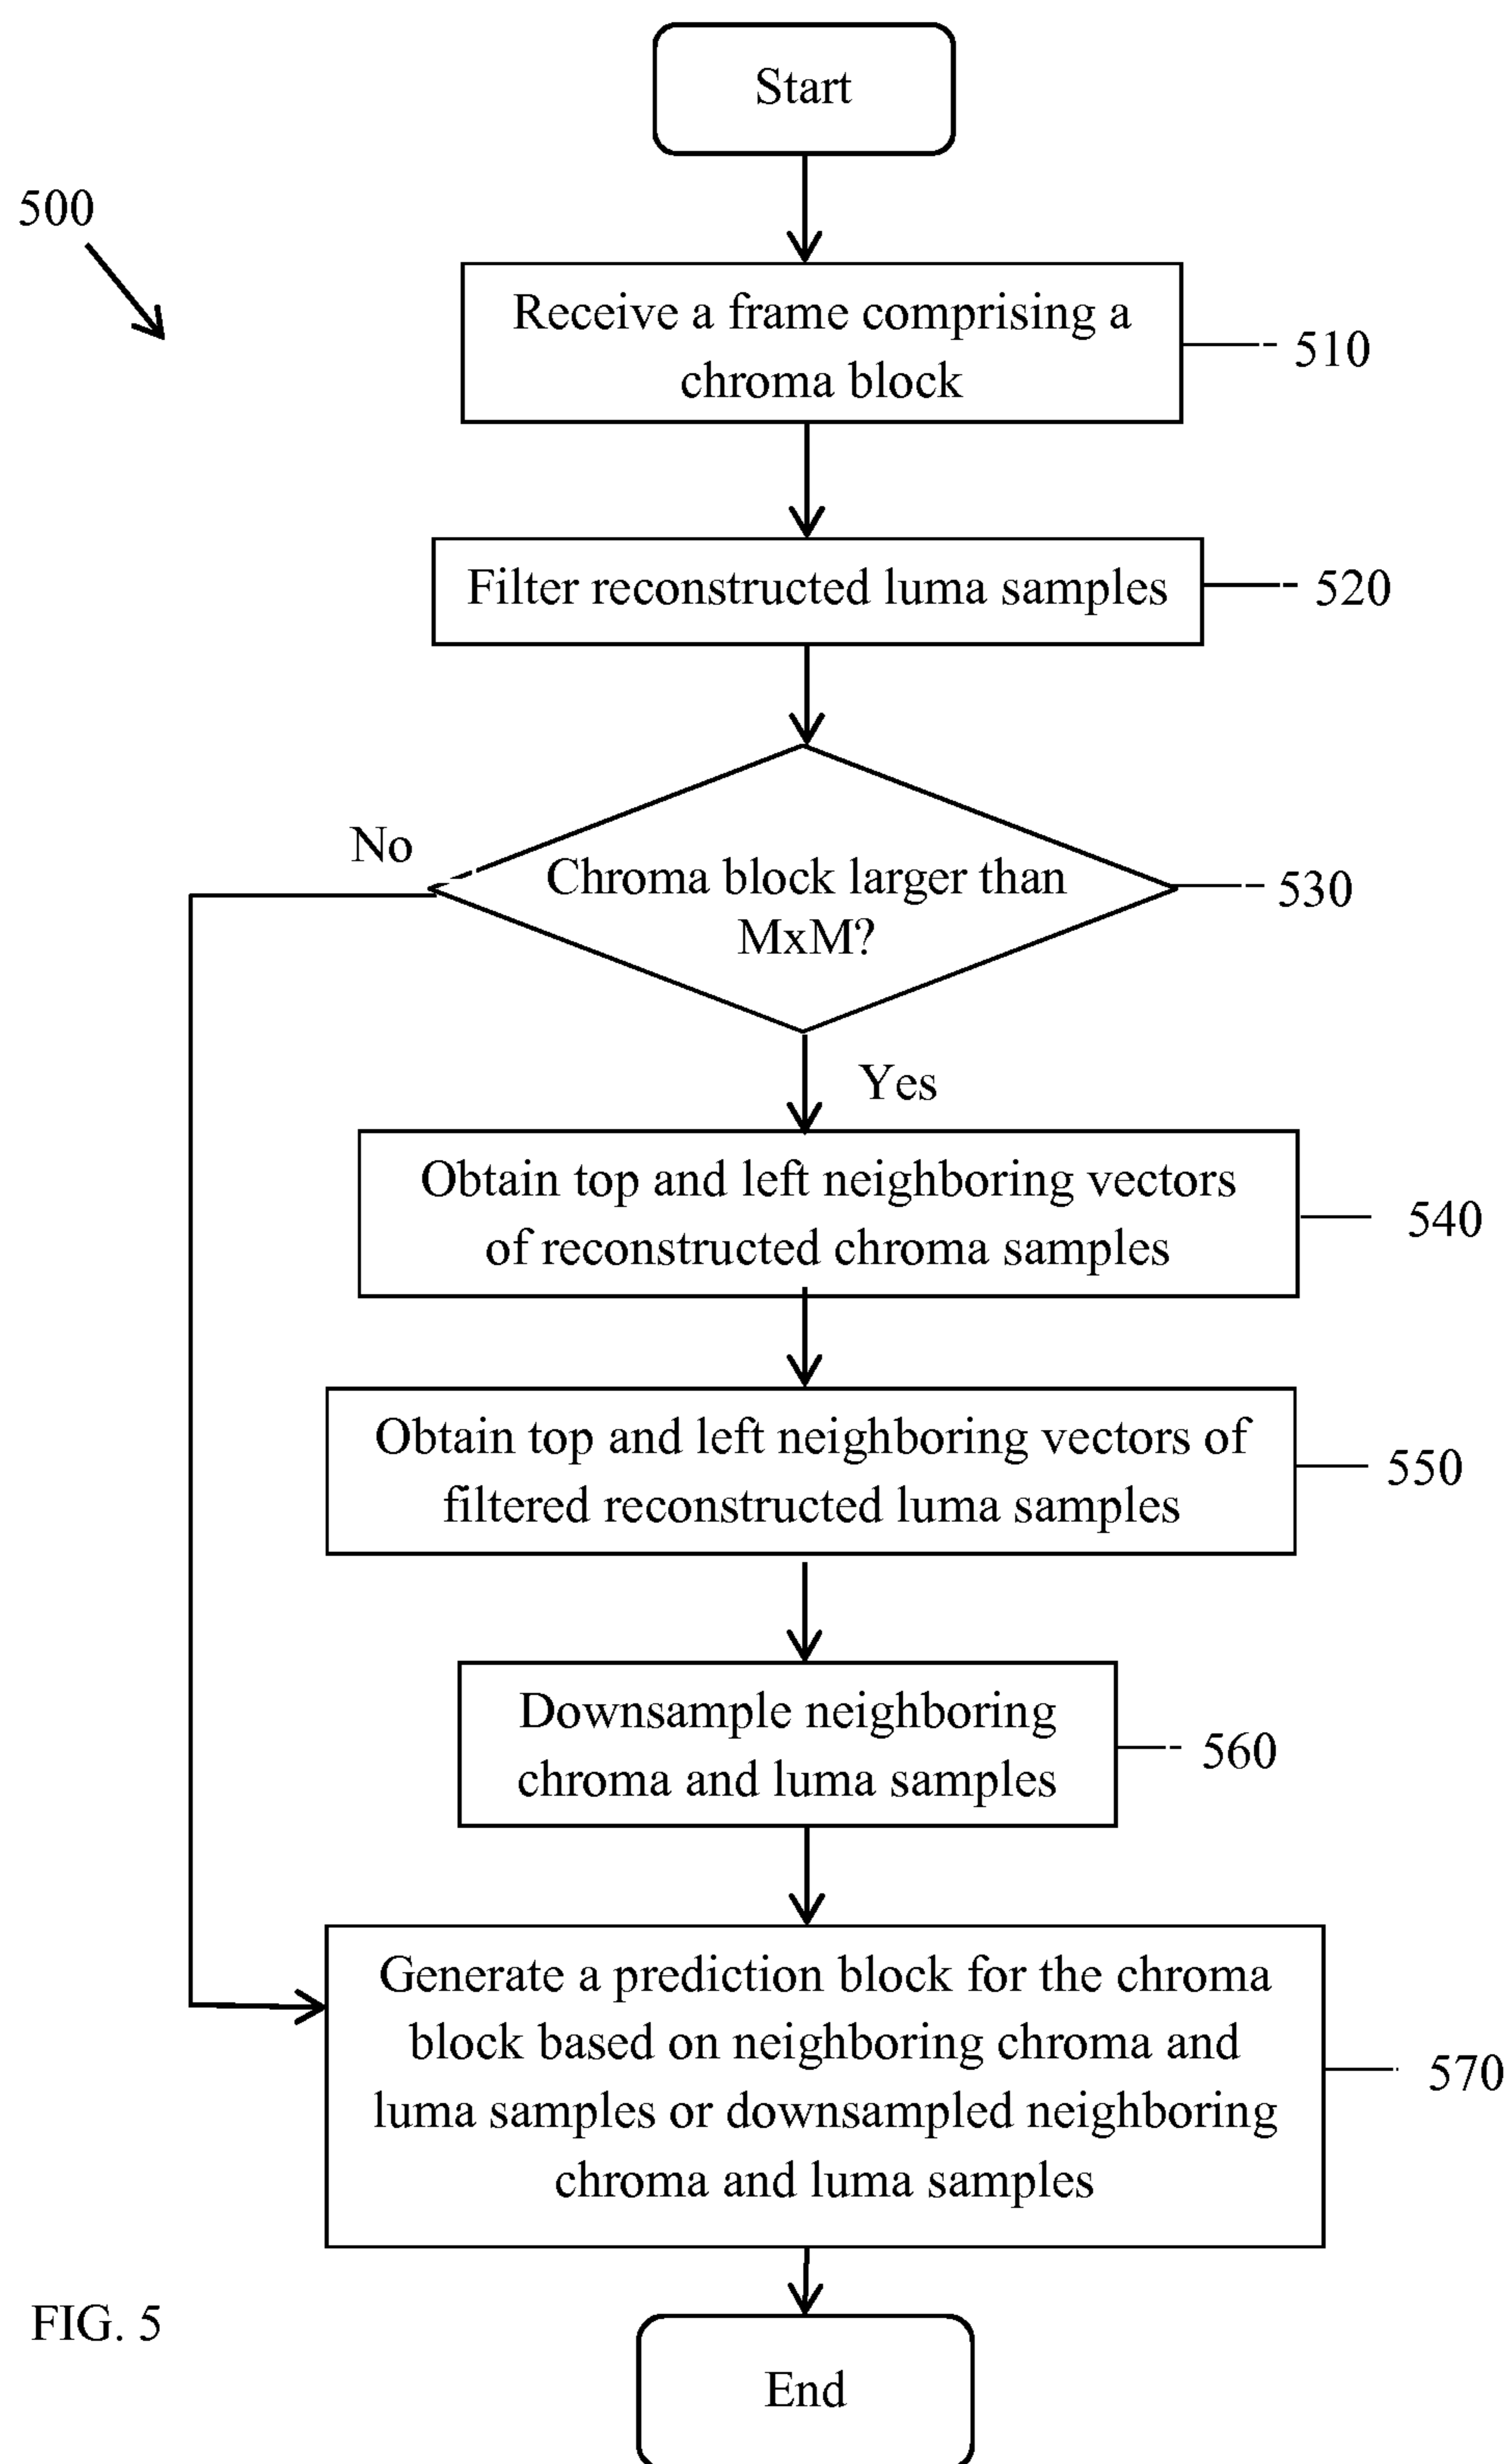 Start
500
Receive a frame comprising a
chroma block
510
Filter reconstructed luma samples
520
No
Chroma block larger than
MxM?
530
Yes
Obtain top and left neighboring vectors
of reconstructed chroma samples
540
Obtain top and left neighboring vectors of
filtered reconstructed luma samples
550
Downsample neighboring
chroma and luma samples
560
Generate a prediction block for the chroma
block based on neighboring chroma and
luma samples or downsampled neighboring
chroma and luma samples
570
FIG. 5
End